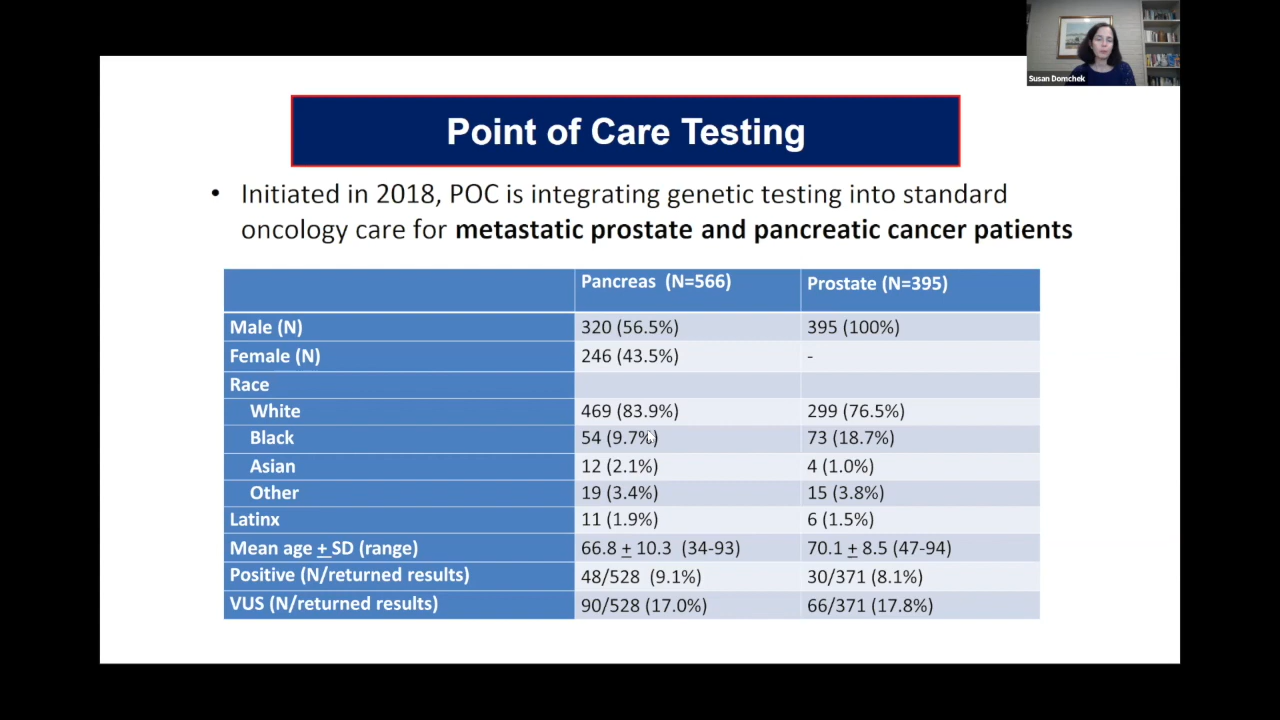 Susan Domchek
Point of Care Testing
• Initiated in 2018, POC is integrating genetic testing into standard
oncology care for metastatic prostate and pancreatic cancer patients
Pancreas (N=566) Prostate (N=395)
Male (N) 320 (56.5%) 395 (100%)
Female (N) 246 (43.5%) -
Race
White 469 (83.9%) 299 (76.5%)
Black 54 (9.7%) 73 (18.7%)
Asian 12 (2.1%) 4 (1.0%)
Other 19 (3.4%) 15 (3.8%)
Latinx 11 (1.9%) 6 (1.5%)
Mean age ± SD (range) 66.8 ± 10.3 (34-93) 70.1 ± 8.5 (47-94)
Positive (N/returned results) 48/528 (9.1%) 30/371 (8.1%)
VUS (N/returned results) 90/528 (17.0%) 66/371 (17.8%)